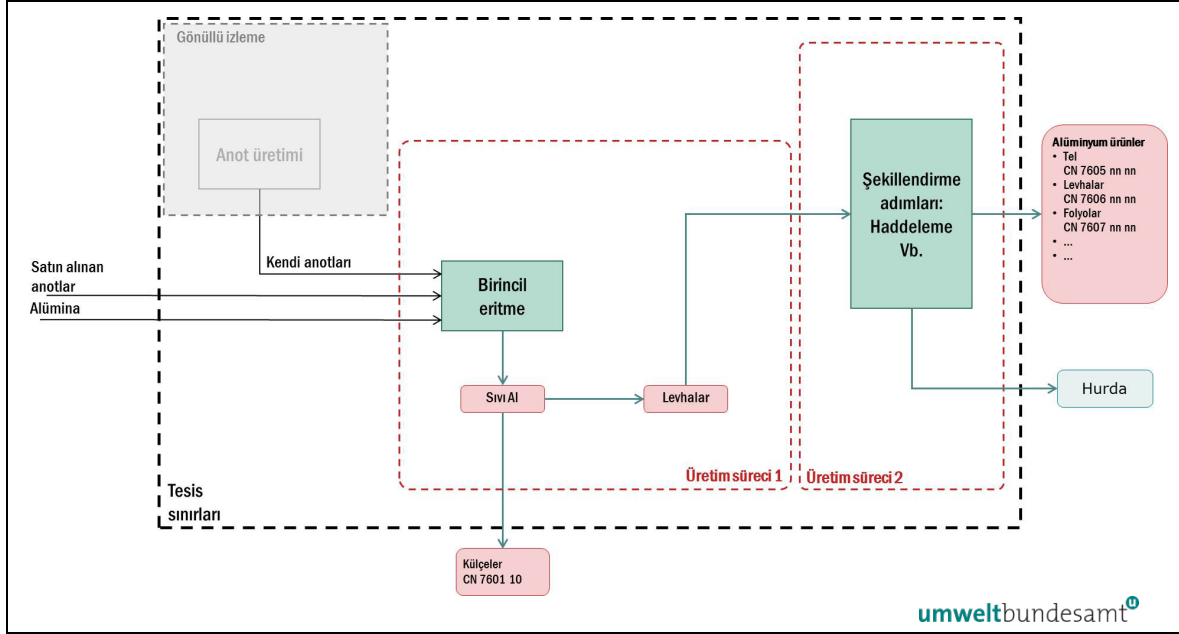 Gönüllü izleme
Anot üretimi
Kendi anotları
Satın alınan
anotlar
Alümina
Birincil
eritme
Sıvı Al
Levhalar
Üretim süreci 1
Şekillendirme
adımları:
Haddeleme
Vb.
Üretim süreci 2
Alüminyum ürünler
• Tel
CN 7605 nn nn
• Levhalar
CN 7606 nn nn
• Folyolar
CN 7607 nn nn
• ...
• ...
Hurda
Tesis
sınırları
Külçeler
CN 7601 10
umweltbundesamt
u